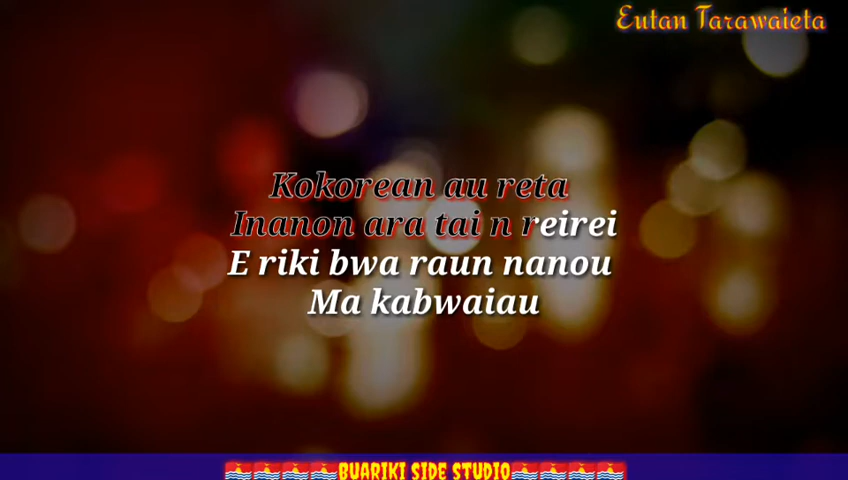 Eutan Tarawaieta
Kokorean au reta
Inanon ara tai n reirei
E riki bwa raun nanou
Ma kabwaiau
BUARIKI SIDE STUDIO